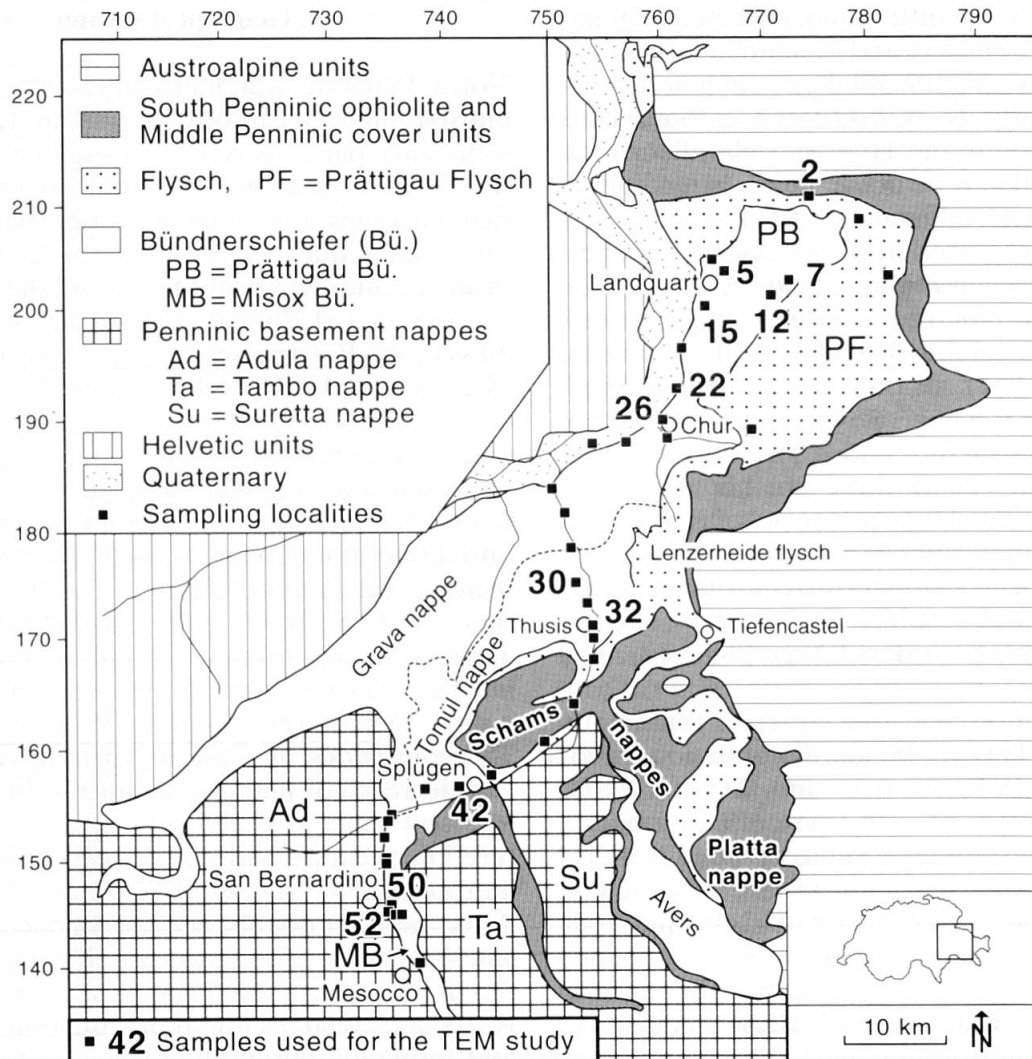 710 720 730 740 750 760 770 780 790
220
210
200
190
180
170
160
150
140
Austroalpine units
South Penninic ophiolite and
Middle Penninic cover units
Flysch, PF = Prättigau Flysch
Bündnerschiefer (Bü.)
PB = Prättigau Bü.
MB = Misox Bü.
Penninic basement nappes
Ad = Adula nappe
Ta = Tambo nappe
Su = Suretta nappe
Helvetic units
Quaternary
Sampling localities
2
PB
5
7
Landquart
12
15
PF
22
26
Chur
Lenzerheide flysch
30
32
Thusis
Tiefencastel
Grava nappe
Tomül nappe
Schams
nappes
Splügen
42
Ad
Platta
nappe
San Bernardino
50
Su
52
Ta
Avers
MB
Mesocco
42 Samples used for the TEM study
10 km
N